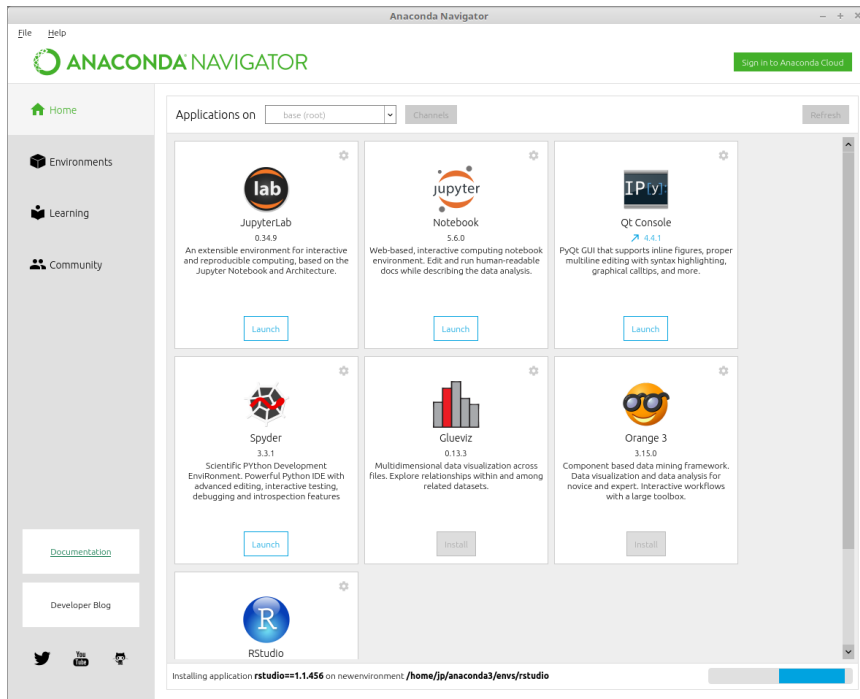 Anaconda Navigator
File Help
ANACONDA NAVIGATOR
Sign in to Anaconda Cloud
Home
Environments
Learning
Community
Documentation
Developer Blog
You
Tube
Applications on
base (root)
Channels
Refresh
lab
JupyterLab
0.34.9
An extensible environment for interactive
and reproducible computing, based on the
Jupyter Notebook and Architecture.
Launch
jupyter
Notebook
5.6.0
Web-based, interactive computing notebook
environment. Edit and run human-readable
docs while describing the data analysis.
Launch
IP[y]:
Qt Console
4.4.1
PyQt GUI that supports inline figures, proper
multiline editing with syntax highlighting,
graphical calltips, and more.
Launch
Spyder
3.3.1
Scientific PYthon Development
EnviRonment. Powerful Python IDE with
advanced editing, interactive testing,
debugging and introspection features
Launch
Glueviz
0.13.3
Multidimensional data visualization across
files. Explore relationships within and among
related datasets.
Install
Orange 3
3.15.0
Component based data mining framework.
Data visualization and data analysis for
novice and expert. Interactive workflows
with a large toolbox.
Install
R
RStudio
Installing application rstudio==1.1.456 on newenvironment /home/jp/anaconda3/envs/rstudio